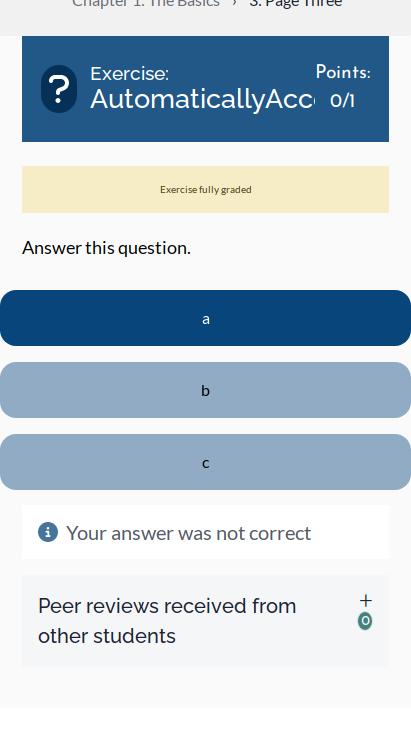 Chapter 1: The Basics › 3. Page Three
?
Exercise:
AutomaticallyAcc
Points:
0/1
Exercise fully graded
Answer this question.
a
b
c
Your answer was not correct
Peer reviews received from
other students
+
0